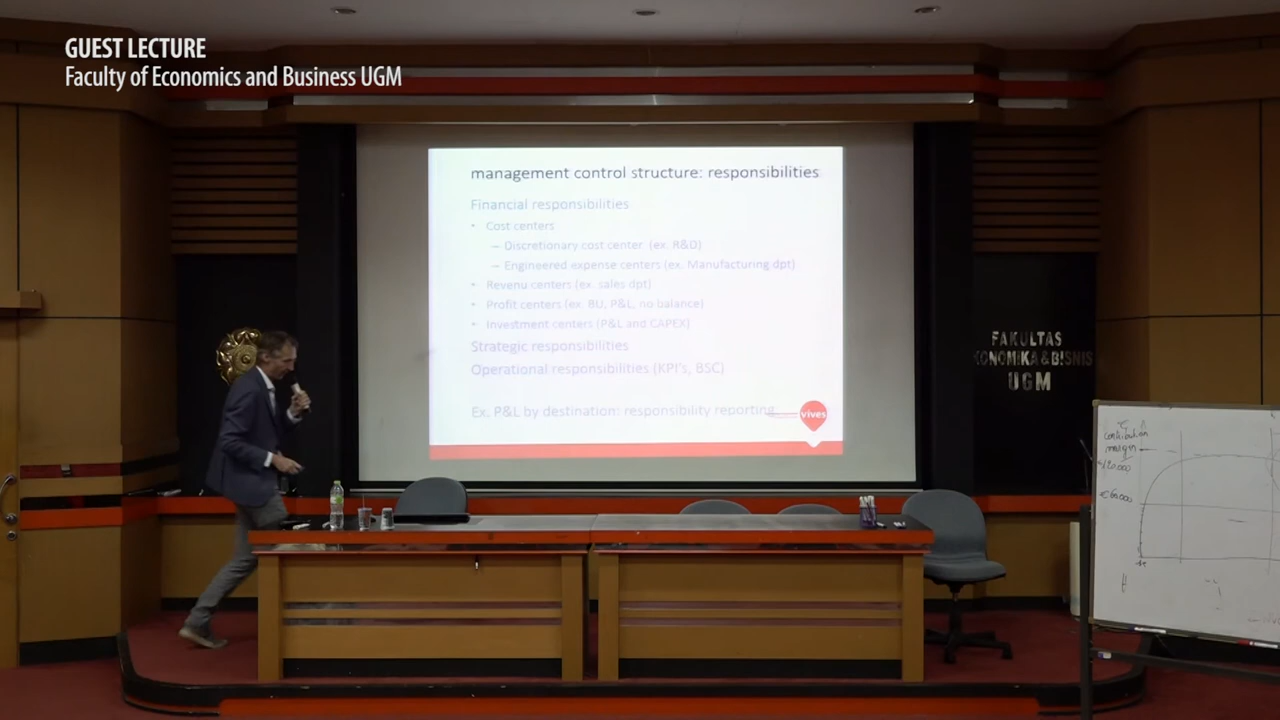 GUEST LECTURE
Faculty of Economics and Business UGM
management control structure: responsibilities
Financial responsibilities
• Cost centers
– Discretionary cost center (ex. R&D)
– Engineered expense centers (ex. Manufacturing dpt)
• Revenu centers (ex. sales dpt)
• Profit centers (ex. BU, P&L, no balance)
• Investment centers (P&L and CAPEX)
Strategic responsibilities
Operational responsibilities (KPI's, BSC)
Ex. P&L by destination: responsibility reporting
vives
FAKULTAS
KONOMIKA & BISNIS
UGM
contribution
margin